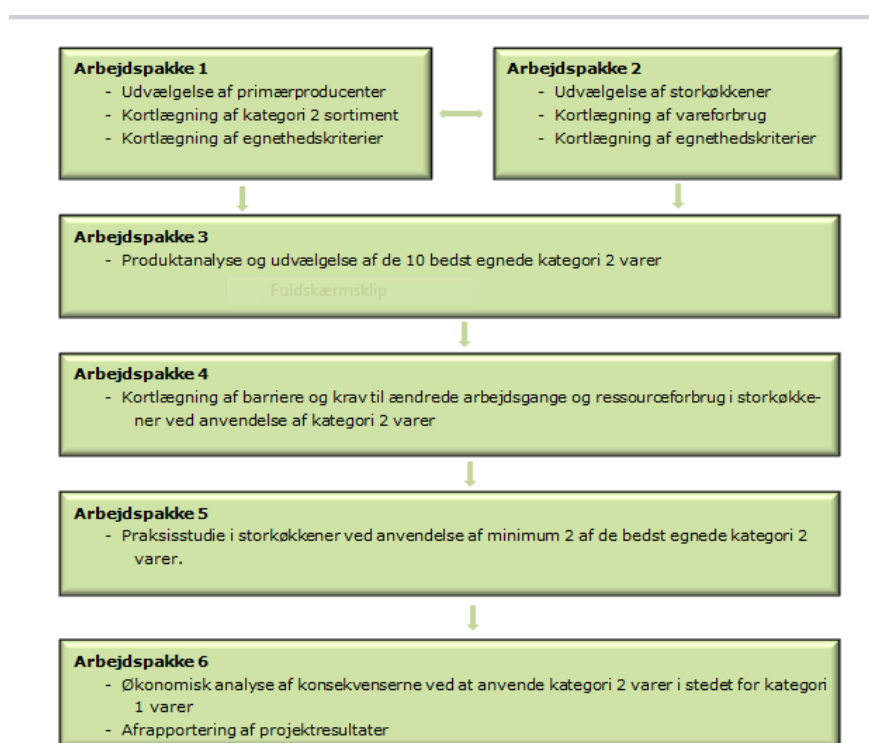 Arbejdspakke 1
- Udvælgelse af primærproducenter
- Kortlægning af kategori 2 sortiment
- Kortlægning af egnethedskriterier
Arbejdspakke 2
- Udvælgelse af storkøkkener
- Kortlægning af vareforbrug
- Kortlægning af egnethedskriterier
Arbejdspakke 3
- Produktanalyse og udvælgelse af de 10 bedst egnede kategori 2 varer
Fuldskærmsklip
Arbejdspakke 4
- Kortlægning af barriere og krav til ændrede arbejdsgange og ressourceforbrug i storkøkke-
ner ved anvendelse af kategori 2 varer
Arbejdspakke 5
- Praksisstudie i storkøkkener ved anvendelse af minimum 2 af de bedst egnede kategori 2
varer.
Arbejdspakke 6
- Økonomisk analyse af konsekvenserne ved at anvende kategori 2 varer i stedet for kategori
1 varer
- Afrapportering af projektresultater